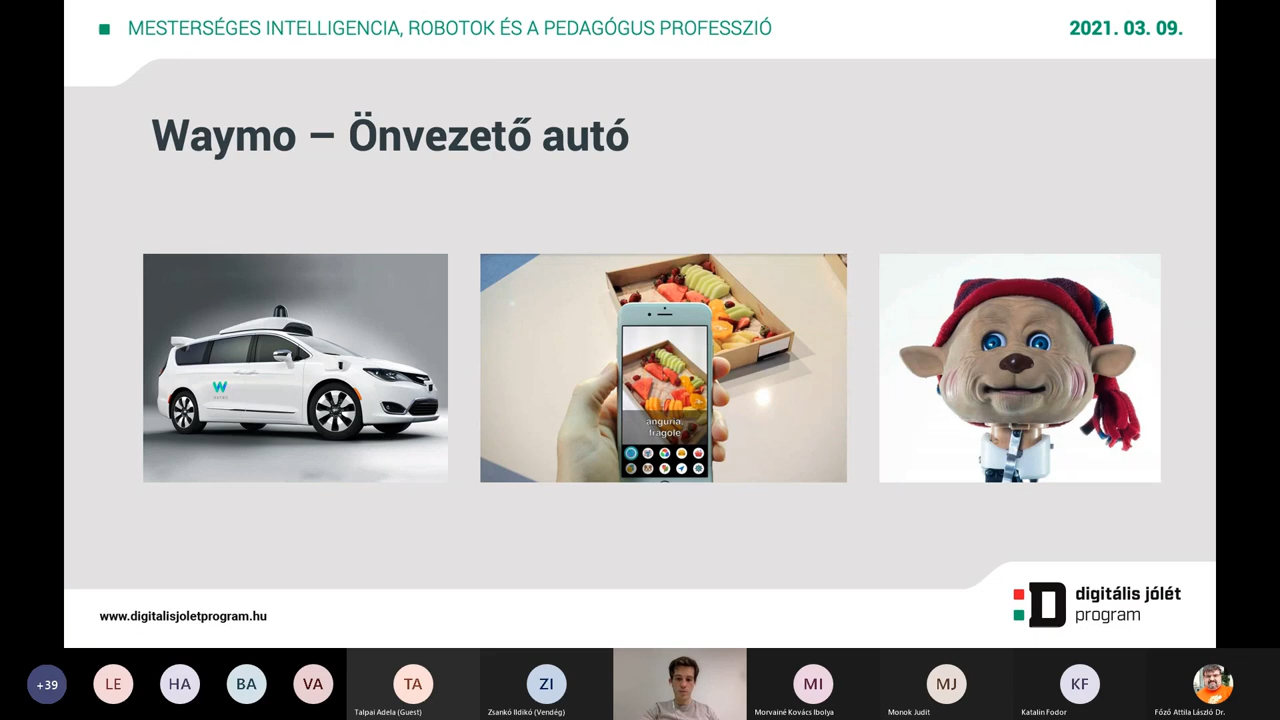 MESTERSÉGES INTELLIGENCIA, ROBOTOK ÉS A PEDAGÓGUS PROFESSZIÓ
2021. 03. 09.
Waymo – Önvezető autó
W
anguria
fragole
www.digitalisjoletprogram.hu
digitális jólét
program
+39
LE
HA
BA
VA
TA
Talpai Adela (Guest)
ZI
Zsankó Ildikó (Vendég)
MI
Morvainé Kovács Ibolya
MJ
Monok Judit
KF
Katalin Fodor
Főző Attila László Dr.